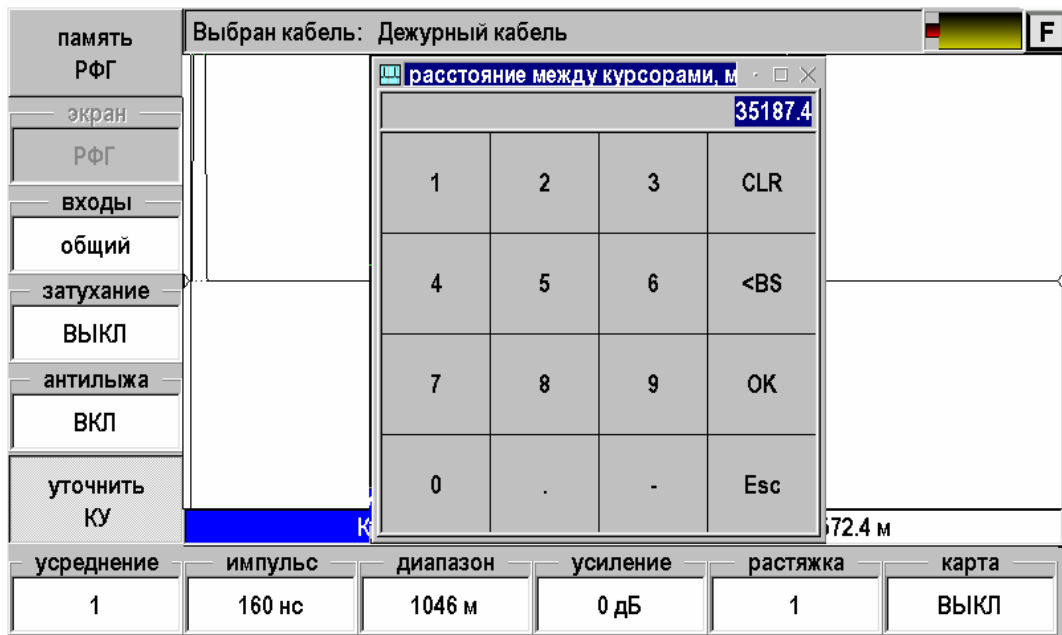 память
РФГ
Выбран кабель: Дежурный кабель
F
экран
РФГ
входы
общий
затухание
ВЫКЛ
антилыжа
ВКЛ
уточнить
КУ
расстояние между курсорами, м
35187.4
1 2 3 CLR
4 5 6 <BS
7 8 9 OK
0 . - Esc
К
572.4 м
усреднение импульс диапазон усиление растяжка карта
1 160 нс 1046 м 0 дБ 1 ВЫКЛ